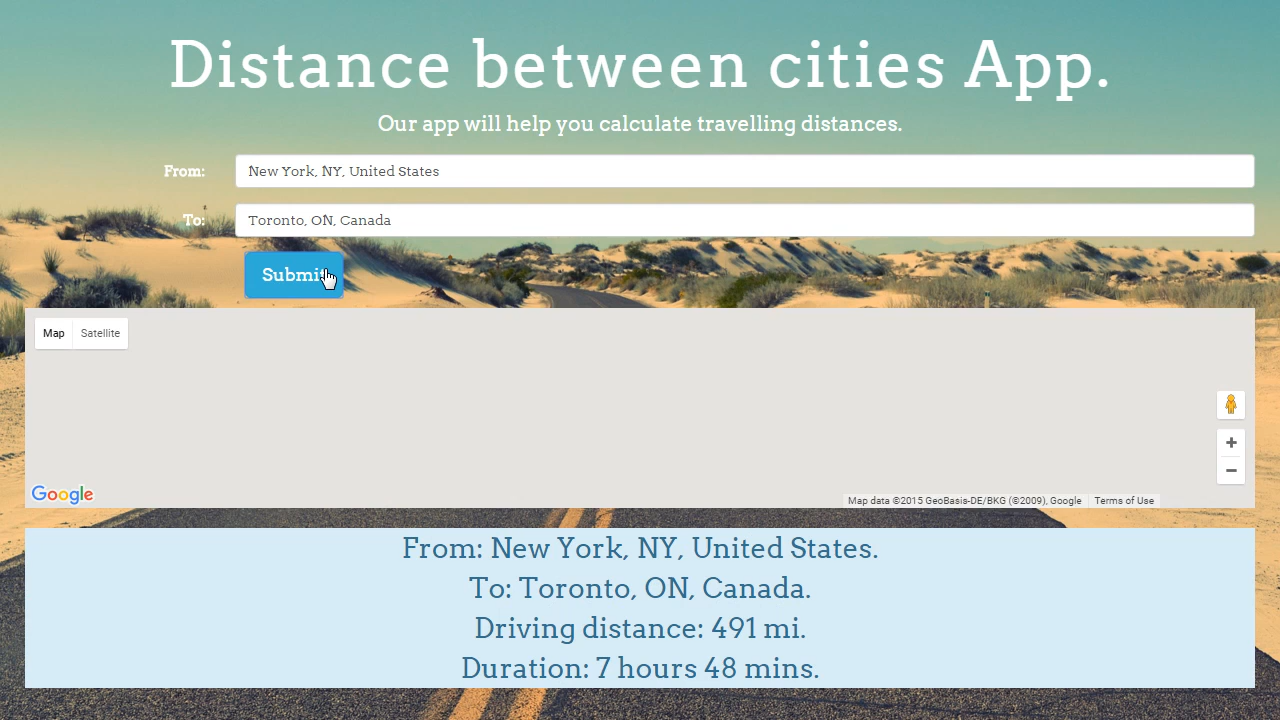 Distance between cities App.
Our app will help you calculate travelling distances.
From: New York, NY, United States
To: Toronto, ON, Canada
Submit
Map Satellite
Google
Map data ©2015 GeoBasis-DE/BKG (©2009), Google Terms of Use
From: New York, NY, United States.
To: Toronto, ON, Canada.
Driving distance: 491 mi.
Duration: 7 hours 48 mins.